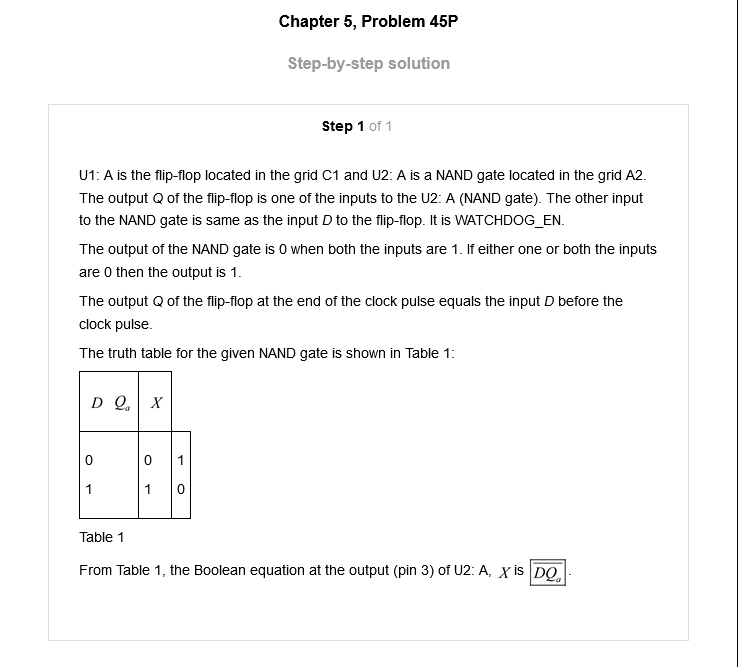 Chapter 5, Problem 45P
Step-by-step solution
Step 1 of 1
U1: A is the flip-flop located in the grid C1 and U2: A is a NAND gate located in the grid A2.
The output Q of the flip-flop is one of the inputs to the U2: A (NAND gate). The other input
to the NAND gate is same as the input D to the flip-flop. It is WATCHDOG_EN.
The output of the NAND gate is 0 when both the inputs are 1. If either one or both the inputs
are 0 then the output is 1.
The output Q of the flip-flop at the end of the clock pulse equals the input D before the
clock pulse.
The truth table for the given NAND gate is shown in Table 1:
D Qₐ X
0 0 1
1 1 0
Table 1
From Table 1, the Boolean equation at the output (pin 3) of U2: A, X is D̅Q̅ₐ.